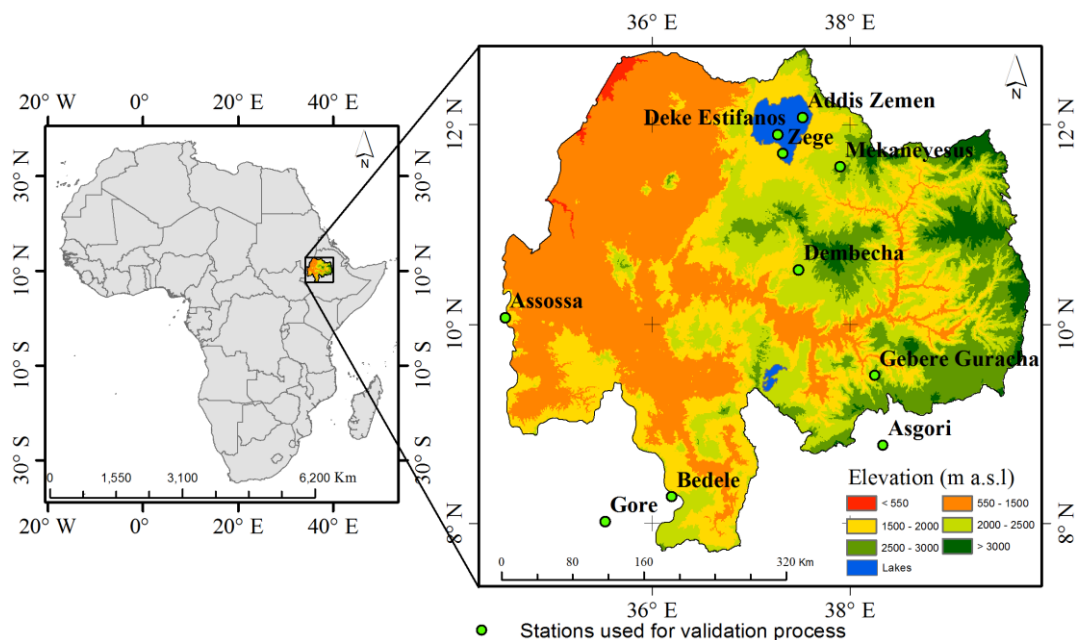 20° W 0° 20° E 40° E
30° N
10° N
10° S
30° S
N
0 1,550 3,100 6,200 Km
20° W 0° 20° E 40° E
30° N
10° N
10° S
30° S
36° E 38° E
12° N
10° N
8° N
N
Addis Zemen
Deke Estifanos
Zege
Mekaneyesus
Dembecha
Assossa
Gebere Guracha
Asgori
Bedele
Gore
Elevation (m a.s.l)
< 550 550 - 1500
1500 - 2000 2000 - 2500
2500 - 3000 > 3000
Lakes
0 80 160 240 320 Km
12° N
10° N
8° N
36° E 38° E
Stations used for validation process